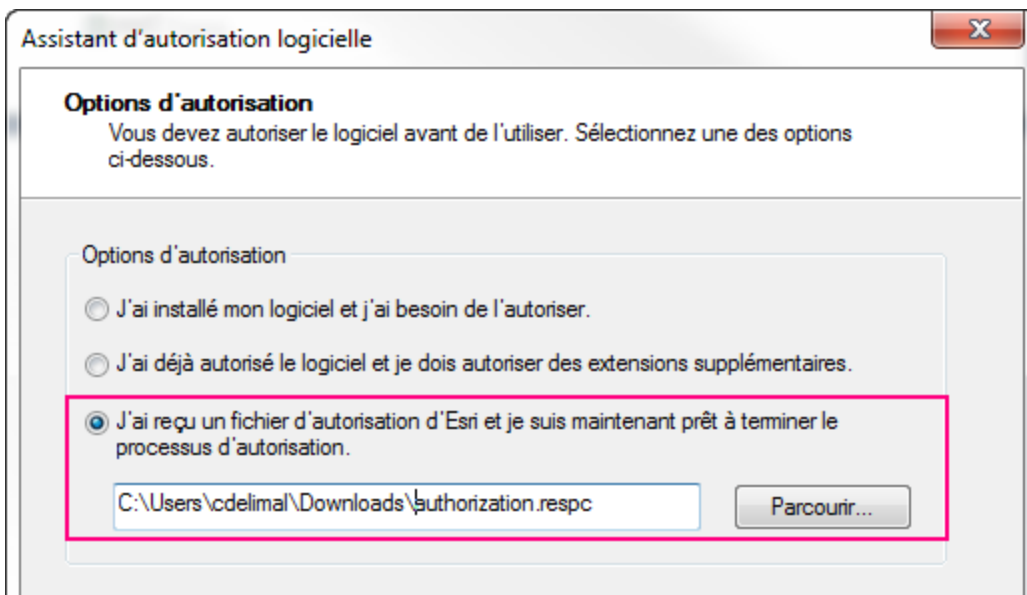 Assistant d'autorisation logicielle
Options d'autorisation
Vous devez autoriser le logiciel avant de l'utiliser. Sélectionnez une des options
ci-dessous.
Options d'autorisation
J'ai installé mon logiciel et j'ai besoin de l'autoriser.
J'ai déjà autorisé le logiciel et je dois autoriser des extensions supplémentaires.
J'ai reçu un fichier d'autorisation d'Esri et je suis maintenant prêt à terminer le
processus d'autorisation.
C:\Users\cdelimal\Downloads\authorization.respc
Parcourir...